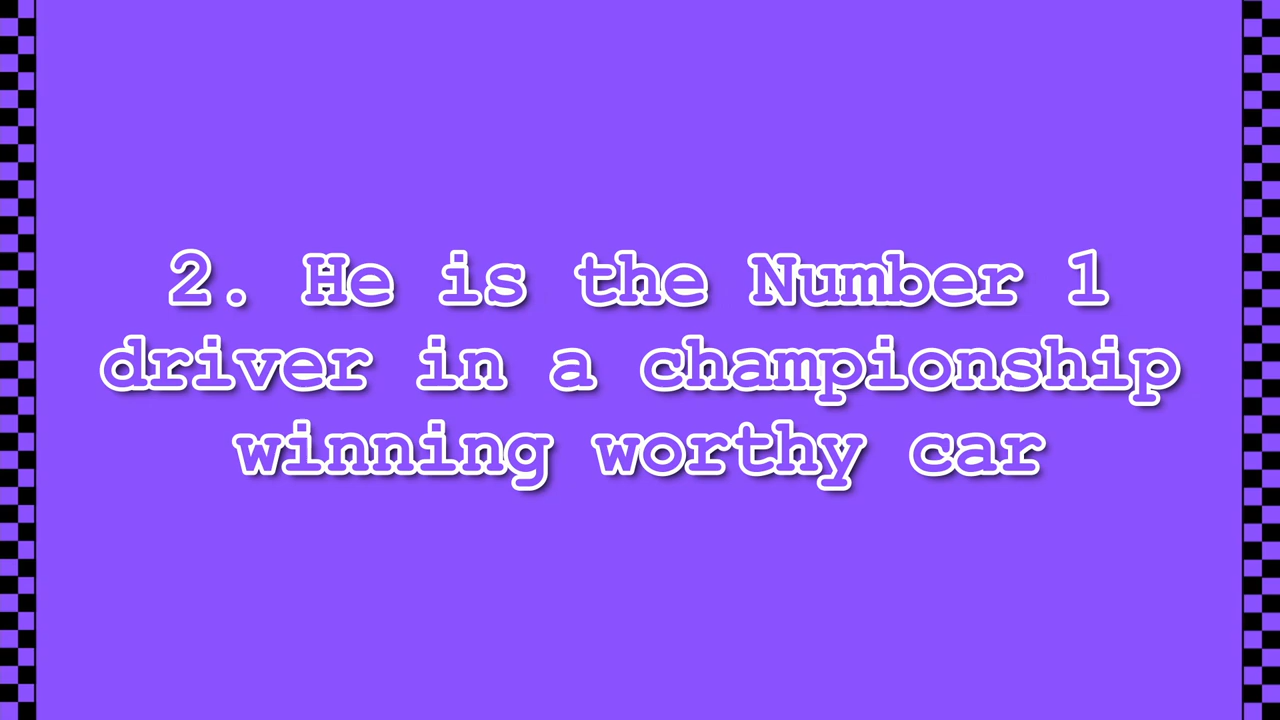 2. He is the Number 1
driver in a championship
winning worthy car